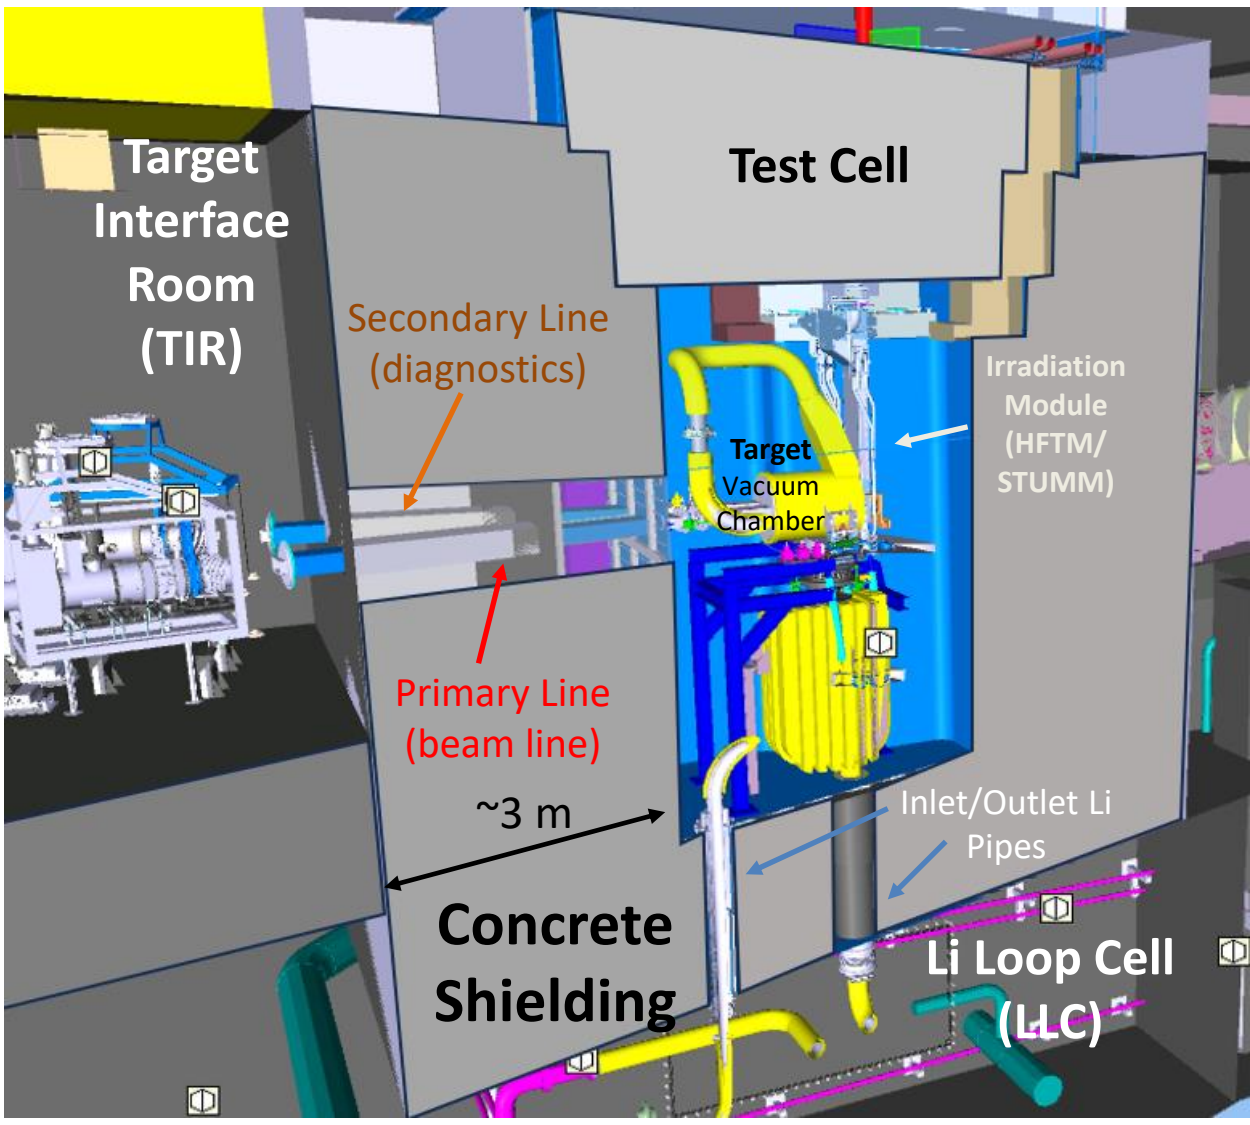 Target
Interface
Room
(TIR)
Test Cell
Secondary Line
(diagnostics)
Irradiation
Module
(HFTM/
STUMM)
Target
Vacuum
Chamber
Primary Line
(beam line)
~3 m
Inlet/Outlet Li
Pipes
Concrete
Shielding
Li Loop Cell
(LLC)